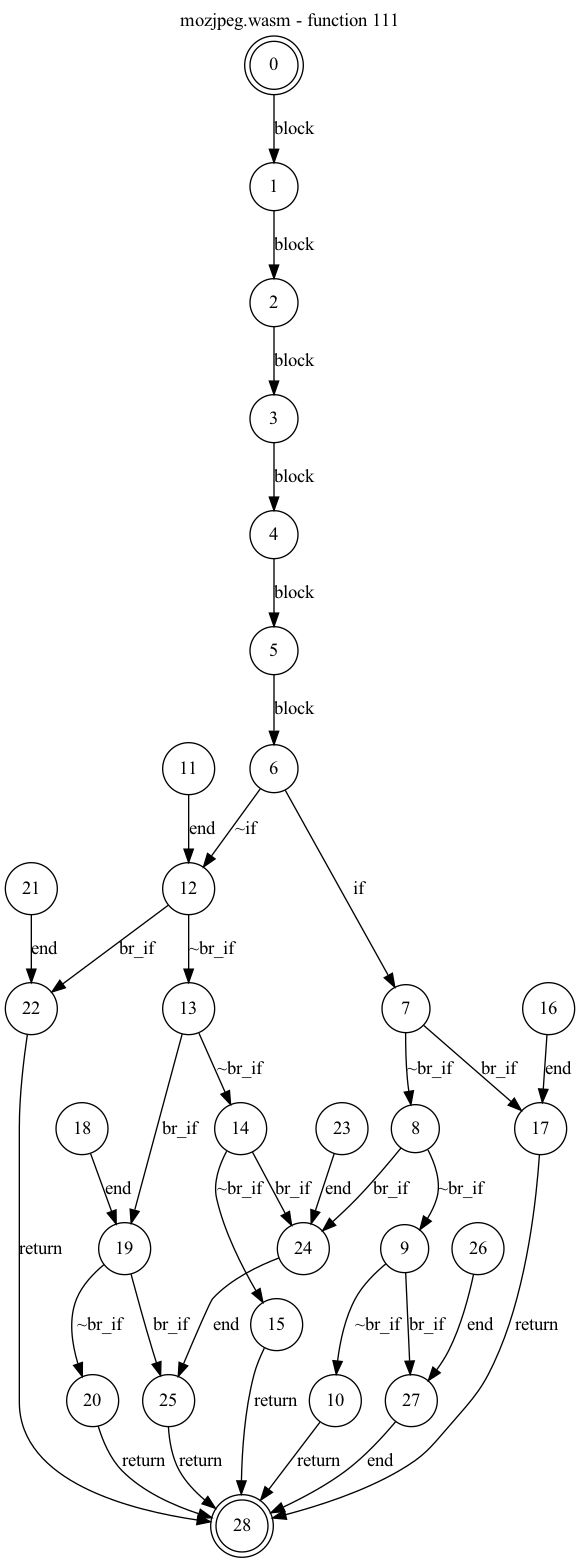 mozjpeg.wasm - function 111
0
block
1
block
2
block
3
block
4
block
5
block
11
6
end
~if
21
12
if
end
br_if
~br_if
22
13
7
16
~br_if
~br_if
br_if
end
18
br_if
14
23
8
17
end
~br_if
br_if
end
br_if
~br_if
return
19
24
9
26
~br_if
br_if
end
15
~br_if
br_if
end
return
20
25
return
10
27
return
return
return
end
28